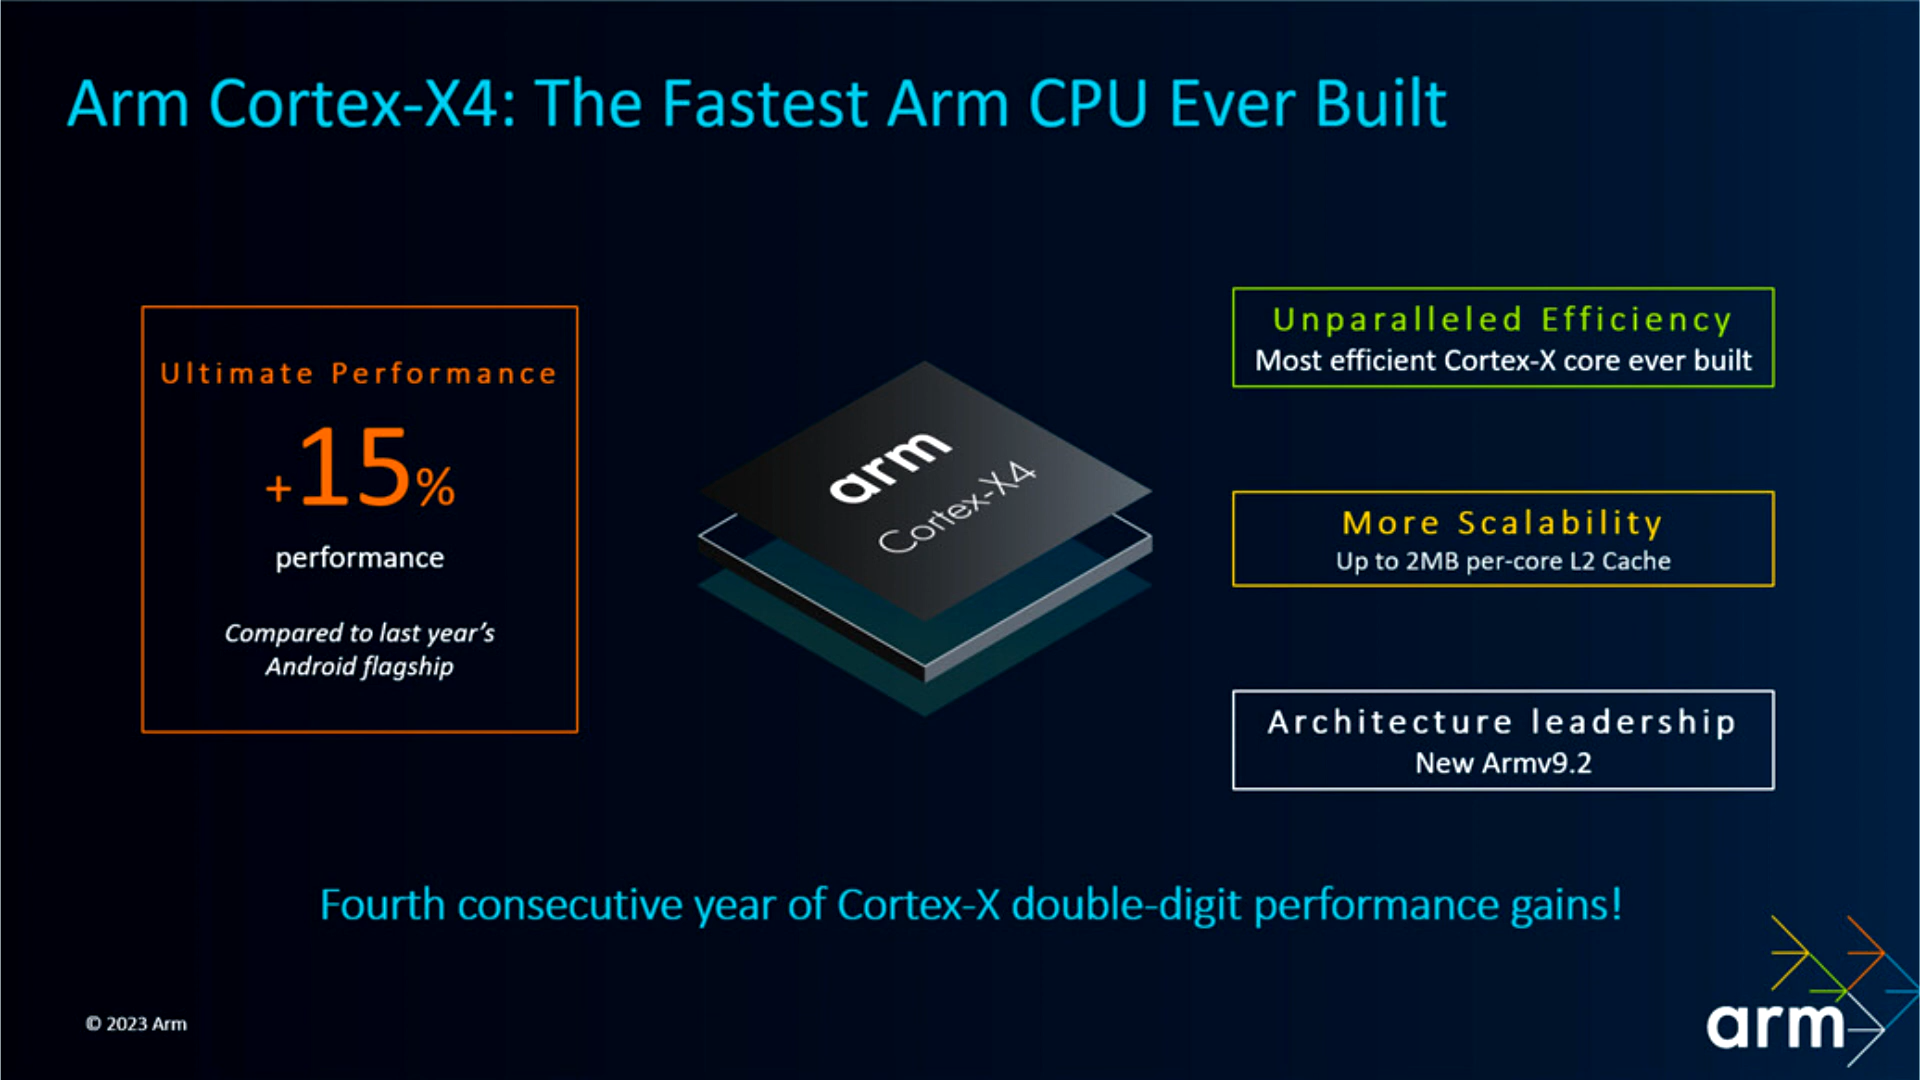 Arm Cortex-X4: The Fastest Arm CPU Ever Built
Ultimate Performance
+15%
performance
Compared to last year’s
Android flagship
arm
Cortex-X4
Unparalleled Efficiency
Most efficient Cortex-X core ever built
More Scalability
Up to 2MB per-core L2 Cache
Architecture leadership
New Armv9.2
Fourth consecutive year of Cortex-X double-digit performance gains!
© 2023 Arm
arm